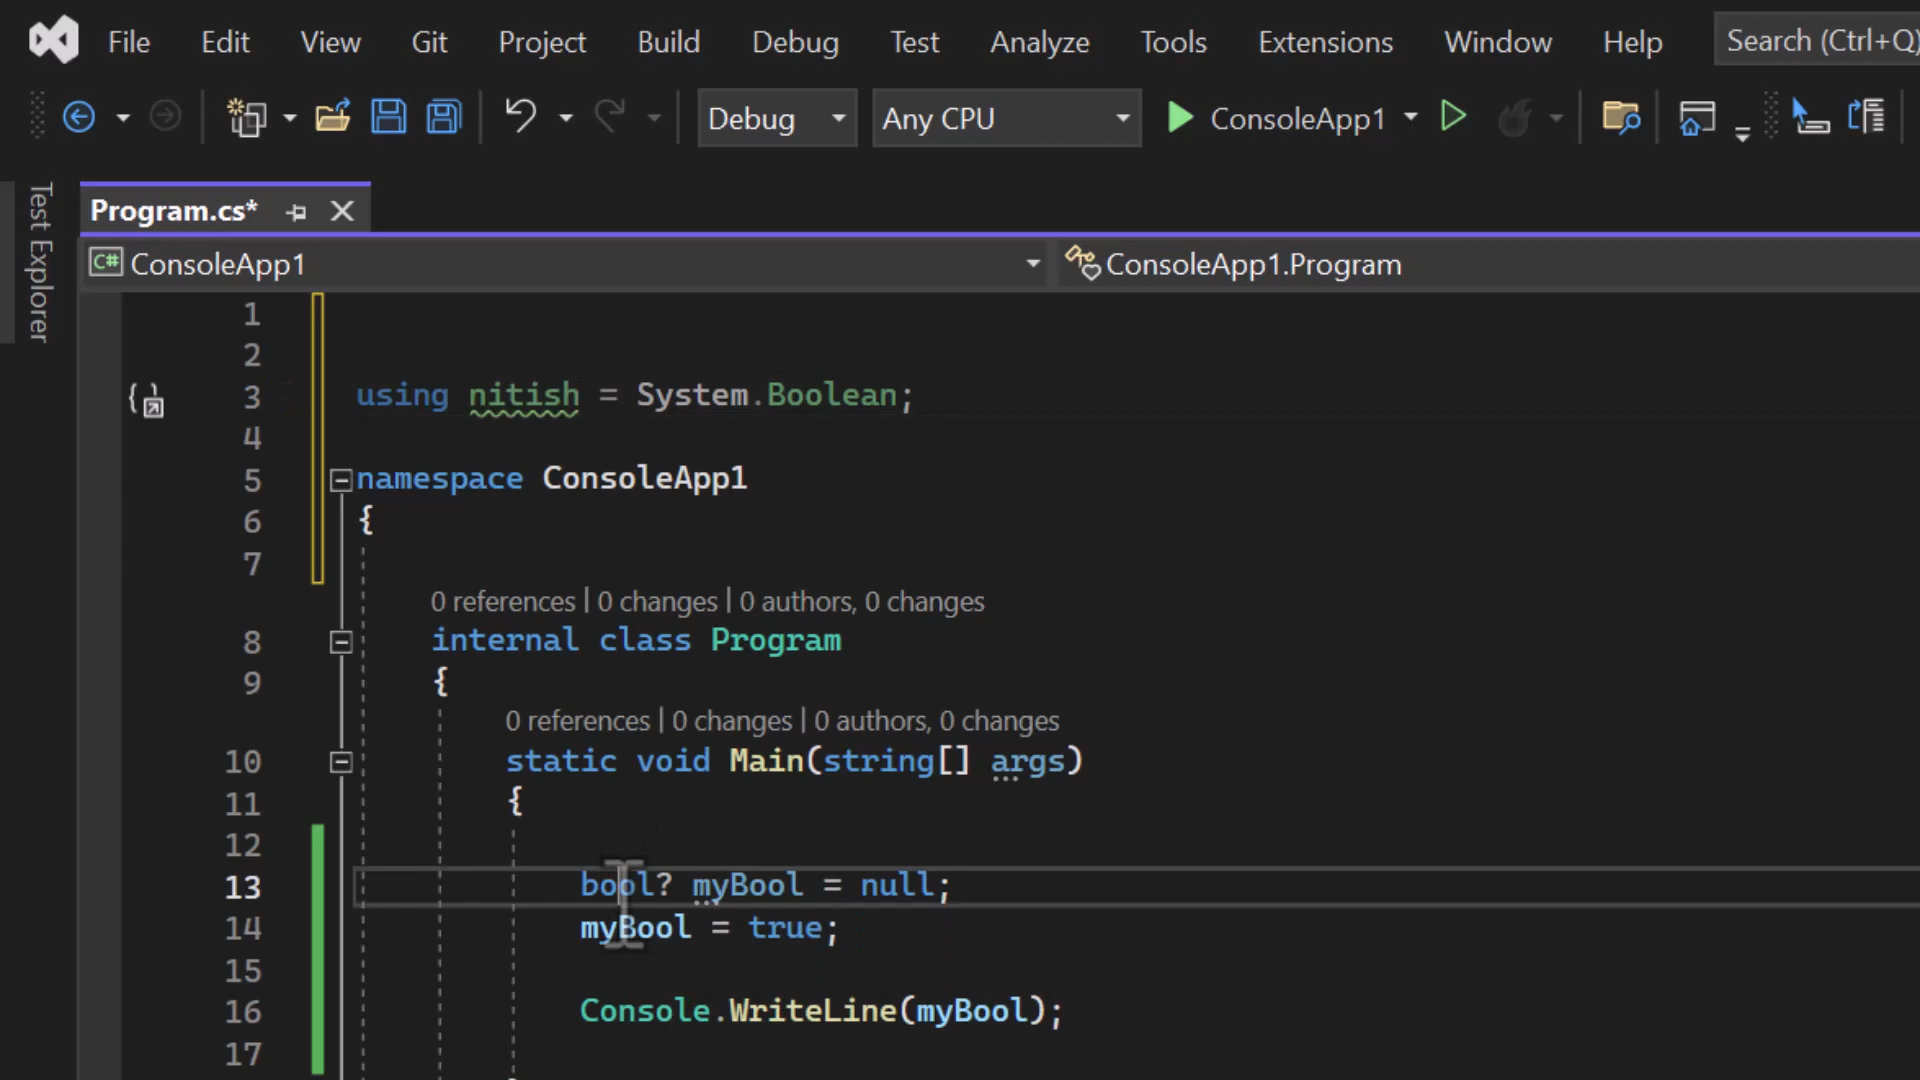 File Edit View Git Project Build Debug Test Analyze Tools Extensions Window Help Search (Ctrl+Q)
Debug Any CPU ConsoleApp1
Test Explorer
Program.cs*
C# ConsoleApp1 ConsoleApp1.Program
1
2
3 using nitish = System.Boolean;
4
5 namespace ConsoleApp1
6 {
7
0 references | 0 changes | 0 authors, 0 changes
8 internal class Program
9 {
0 references | 0 changes | 0 authors, 0 changes
10 static void Main(string[] args)
11 {
12
13 bool? myBool = null;
14 myBool = true;
15
16 Console.WriteLine(myBool);
17